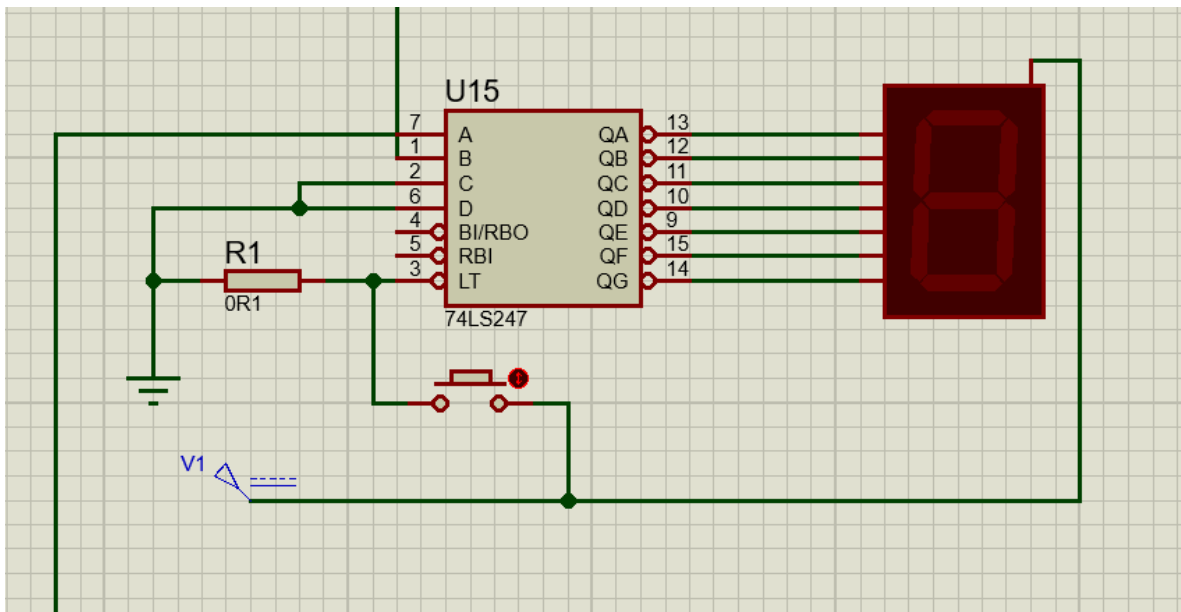 U15
7 A QA 13
1 B QB 12
2 C QC 11
6 D QD 10
4 BI/RBO QE 9
5 RBI QF 15
3 LT QG 14
74LS247
R1
0R1
V1